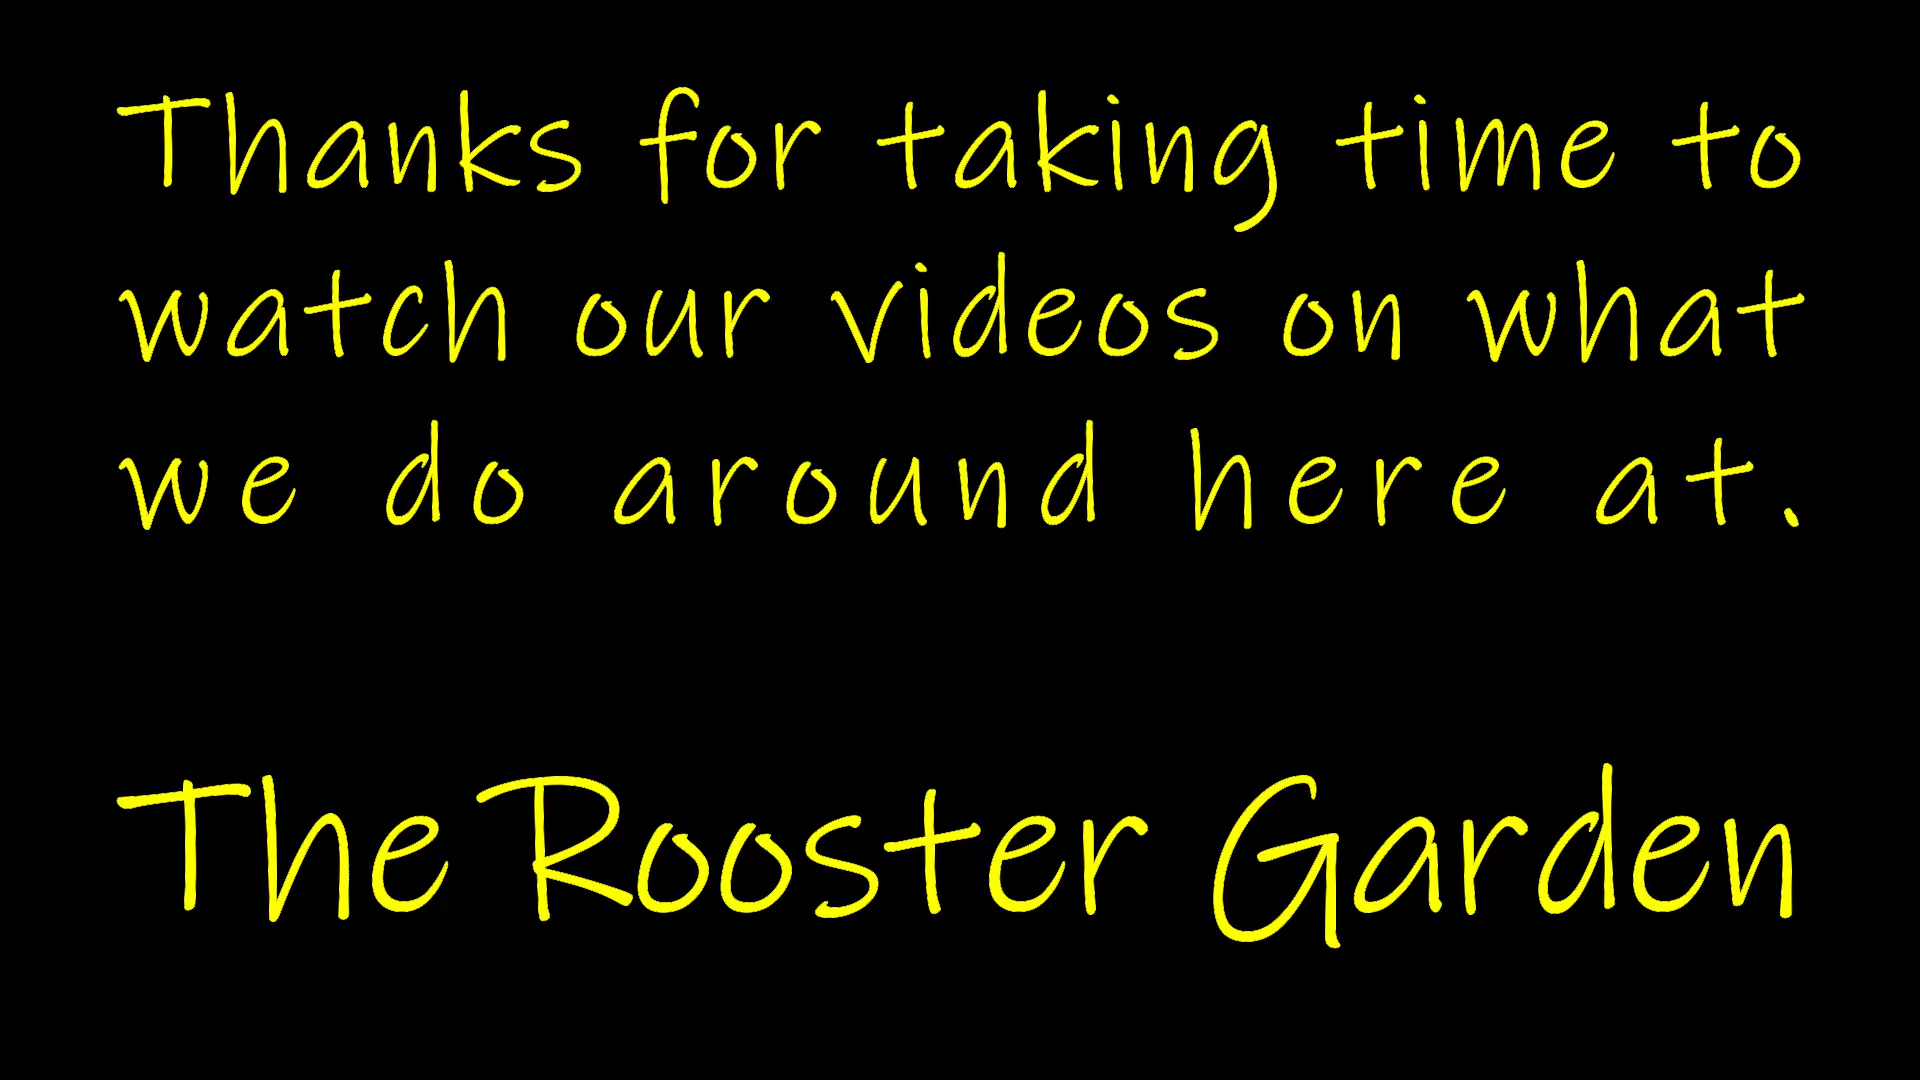 Thanks for taking time to
watch our videos on what
we do around here at.
The Rooster Garden